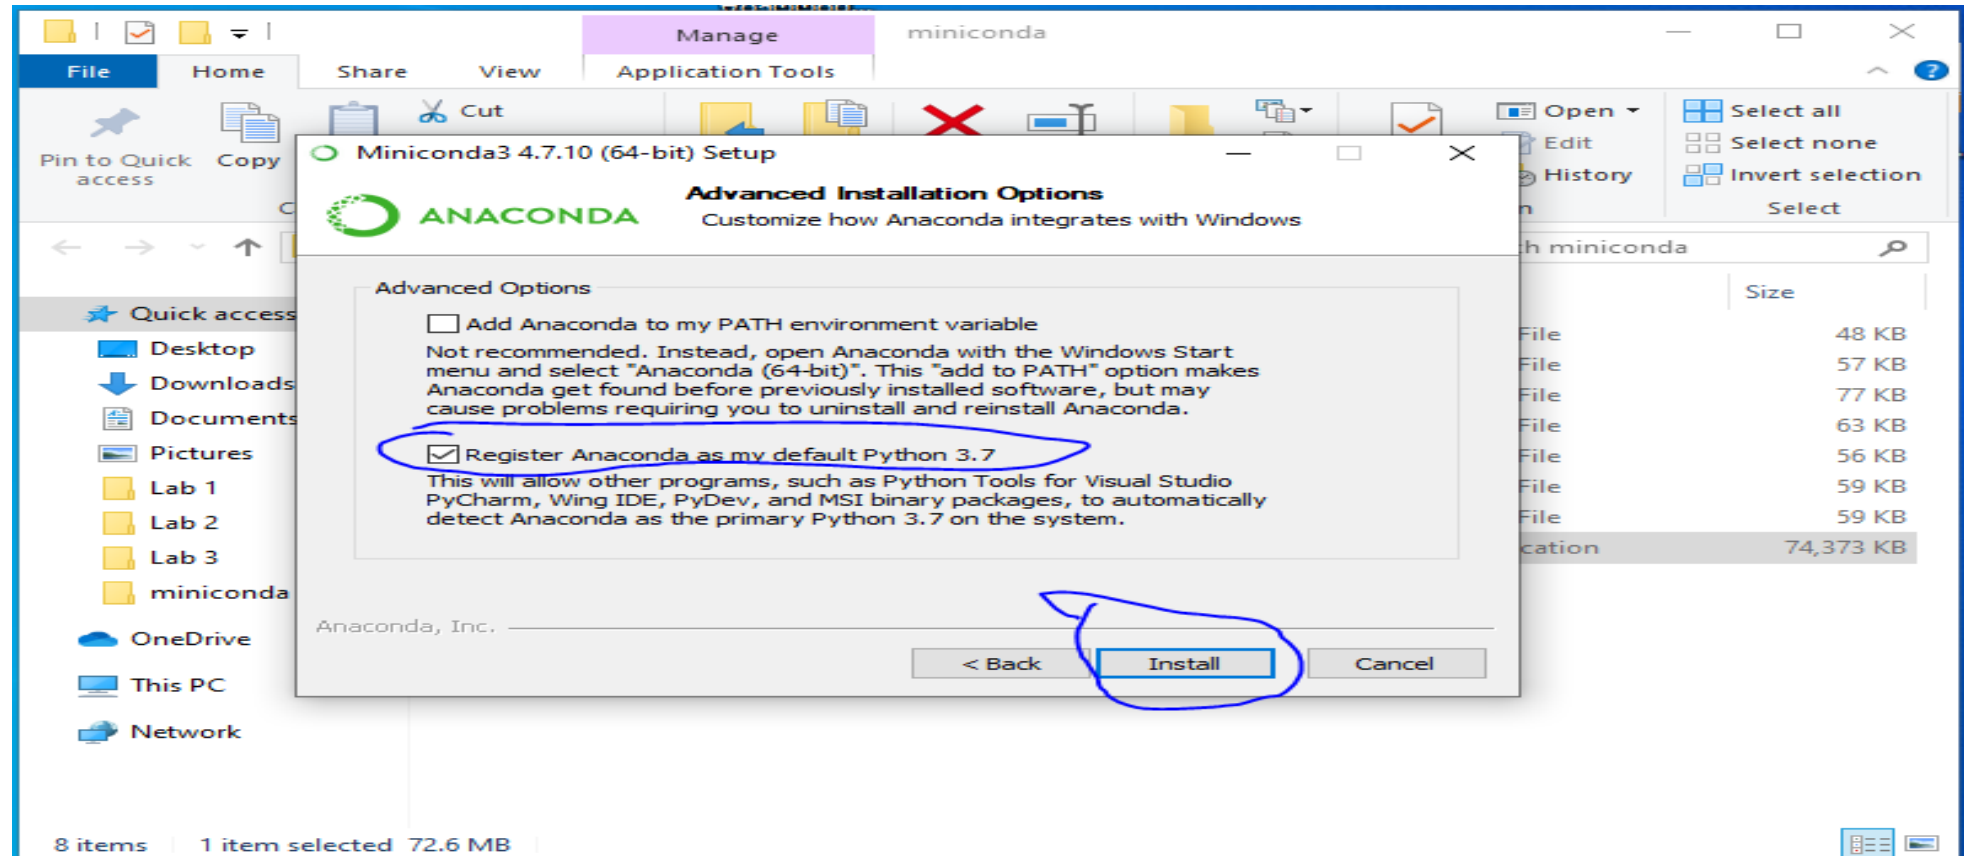 Manage
miniconda
File
Home
Share
View
Application Tools
Cut
Open
Select all
Edit
Select none
Pin to Quick access
Copy
History
Invert selection
Select
Miniconda3 4.7.10 (64-bit) Setup
ANACONDA
Advanced Installation Options
Customize how Anaconda integrates with Windows
h miniconda
Size
Advanced Options
Add Anaconda to my PATH environment variable
Not recommended. Instead, open Anaconda with the Windows Start
menu and select "Anaconda (64-bit)". This "add to PATH" option makes
Anaconda get found before previously installed software, but may
cause problems requiring you to uninstall and reinstall Anaconda.
Register Anaconda as my default Python 3.7
This will allow other programs, such as Python Tools for Visual Studio
PyCharm, Wing IDE, PyDev, and MSI binary packages, to automatically
detect Anaconda as the primary Python 3.7 on the system.
Anaconda, Inc.
< Back
Install
Cancel
Quick access
Desktop
Downloads
Documents
Pictures
Lab 1
Lab 2
Lab 3
miniconda
OneDrive
This PC
Network
File 48 KB
File 57 KB
File 77 KB
File 63 KB
File 56 KB
File 59 KB
File 59 KB
cation 74,373 KB
8 items
1 item selected 72.6 MB